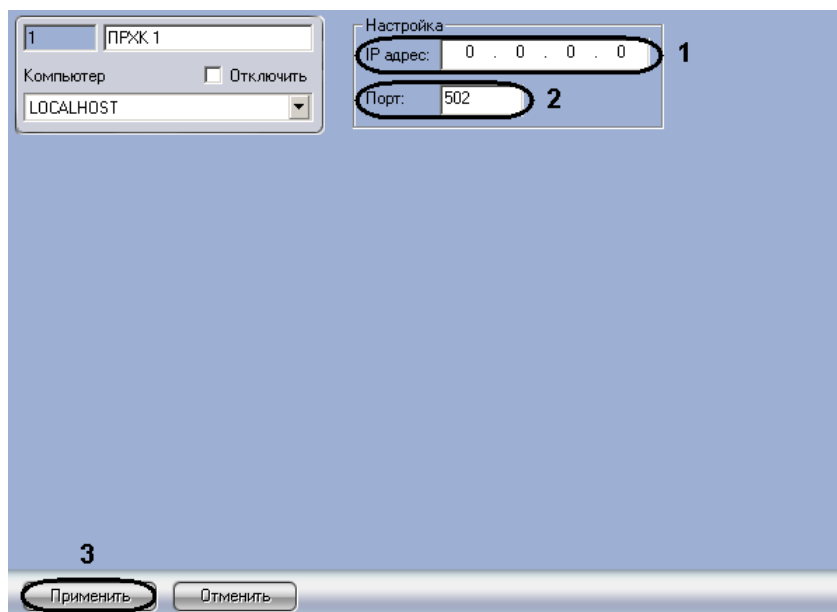 1 ПРХК 1
Компьютер Отключить
LOCALHOST
Настройка
IP адрес: 0 . 0 . 0 . 0 1
Порт: 502 2
3
Применить Отменить